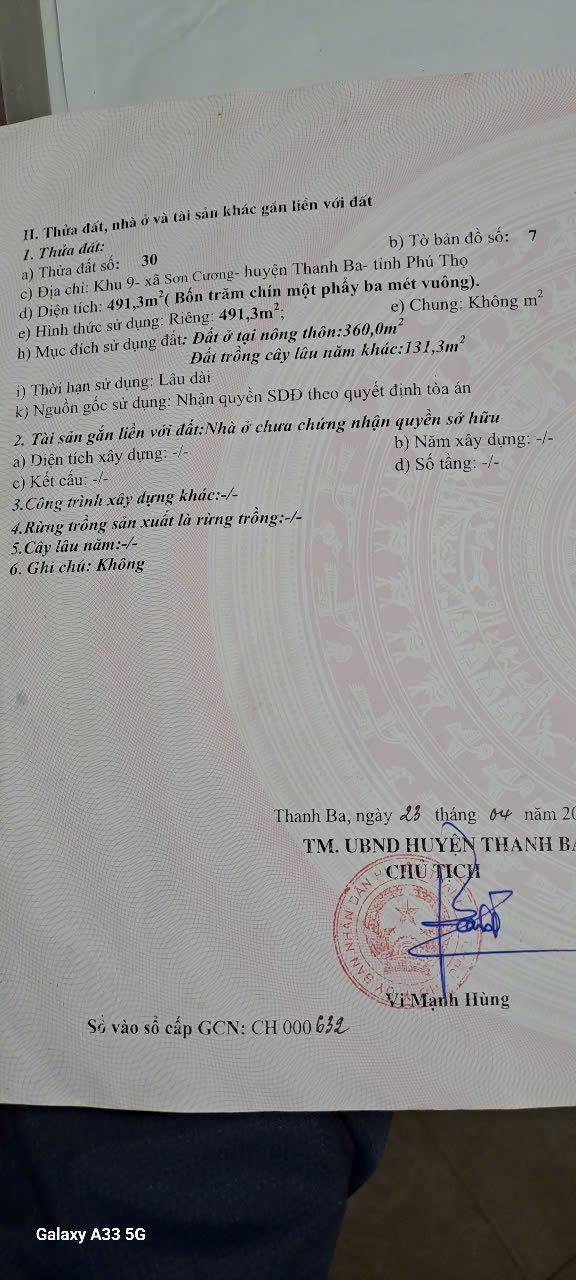 II. Thửa đất, nhà ở và tài sản khác gắn liền với đất
1. Thửa đất:
a) Thửa đất số: 30 b) Tờ bản đồ số: 7
c) Địa chỉ: Khu 9- xã Sơn Cương- huyện Thanh Ba- tỉnh Phú Thọ
d) Diện tích: 491,3m² ( Bốn trăm chín một phẩy ba mét vuông).
e) Hình thức sử dụng: Riêng: 491,3m²; e) Chung: Không m²
h) Mục đích sử dụng đất: Đất ở tại nông thôn:360,0m²
Đất trồng cây lâu năm khác:131,3m²
i) Thời hạn sử dụng: Lâu dài
k) Nguồn gốc sử dụng: Nhận quyền SDĐ theo quyết định tòa án
2. Tài sản gắn liền với đất:Nhà ở chưa chứng nhận quyền sở hữu
a) Diện tích xây dựng: -/- b) Năm xây dựng: -/-
c) Kết cấu: -/- d) Số tầng: -/-
3.Công trình xây dựng khác:-/-
4.Rừng trồng sản xuất là rừng trồng:-/-
5.Cây lâu năm:-/-
6. Ghi chú: Không
Thanh Ba, ngày 23 tháng 04 năm 20
TM. UBND HUYỆN THANH BA
CHỦ TỊCH
Vi Mạnh Hùng
Số vào sổ cấp GCN: CH 000632
Galaxy A33 5G